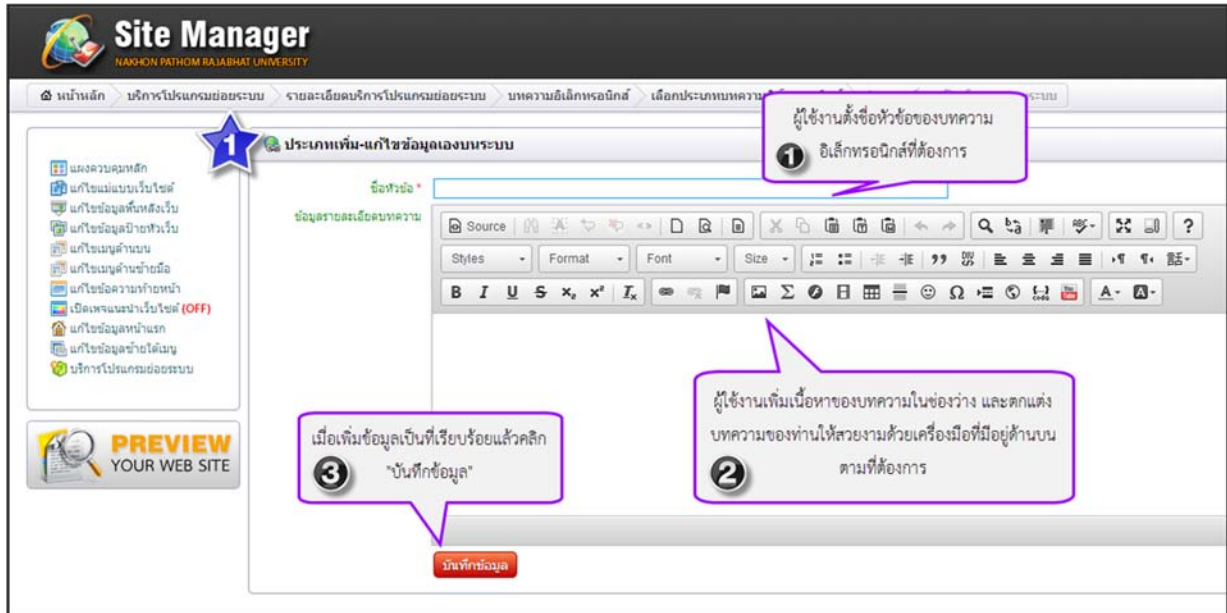 Site Manager
NAKHON PATHOM RAJABHAT UNIVERSITY
หน้าหลัก บริการโปรแกรมย่อยระบบ รายละเอียดบริการโปรแกรมย่อยระบบ บทความอิเล็กทรอนิกส์ เลือกประเภทบทความ
ผู้ใช้งานตั้งชื่อหัวข้อของบทความ
1 อิเล็กทรอนิกส์ที่ต้องการ
1
ประเภทเพิ่ม-แก้ไขข้อมูลเองบนระบบ
แผงควบคุมหลัก
แก้ไขแม่แบบเว็บไซต์
แก้ไขข้อมูลพื้นหลังเว็บ
แก้ไขข้อมูลป้ายหัวเว็บ
แก้ไขเมนูด้านบน
แก้ไขเมนูด้านซ้ายมือ
แก้ไขข้อความท้ายหน้า
เปิดเพจแนะนำเว็บไซต์ (OFF)
แก้ไขข้อมูลหน้าแรก
แก้ไขข้อมูลซ้ายใต้เมนู
บริการโปรแกรมย่อยระบบ
PREVIEW
YOUR WEB SITE
ชื่อหัวข้อ *
ข้อมูลรายละเอียดบทความ
Source
Styles Format Font Size
B I U S x₂ x² Iₓ
ผู้ใช้งานเพิ่มเนื้อหาของบทความในช่องว่าง และตกแต่ง
บทความของท่านให้สวยงามด้วยเครื่องมือที่มีอยู่ด้านบน
2 ตามที่ต้องการ
เมื่อเพิ่มข้อมูลเป็นที่เรียบร้อยแล้วคลิก
3 "บันทึกข้อมูล"
บันทึกข้อมูล